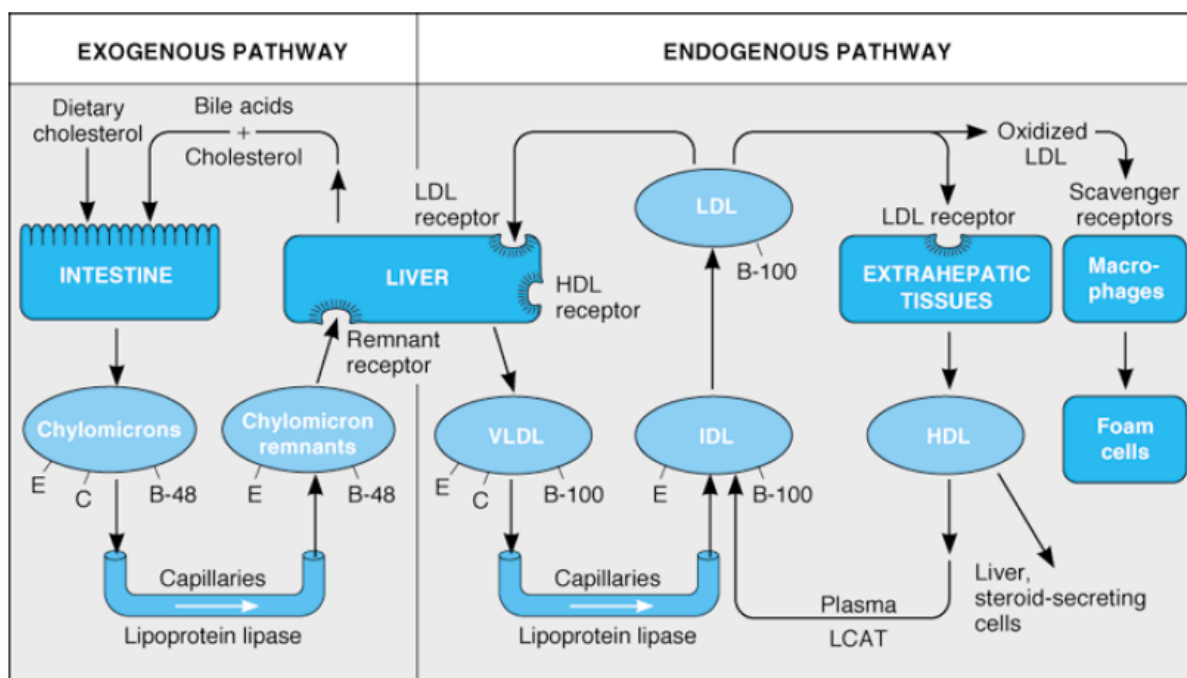 EXOGENOUS PATHWAY
ENDOGENOUS PATHWAY
Dietary
cholesterol
Bile acids
+
Cholesterol
INTESTINE
LIVER
LDL
receptor
HDL
receptor
Remnant
receptor
Chylomicrons
E
C
B-48
Chylomicron
remnants
E
B-48
Capillaries
Lipoprotein lipase
LDL
B-100
Oxidized
LDL
Scavenger
receptors
LDL receptor
EXTRAHEPATIC
TISSUES
Macro-
phages
VLDL
E
C
B-100
IDL
E
B-100
HDL
Foam
cells
Capillaries
Lipoprotein lipase
Plasma
LCAT
Liver,
steroid-secreting
cells